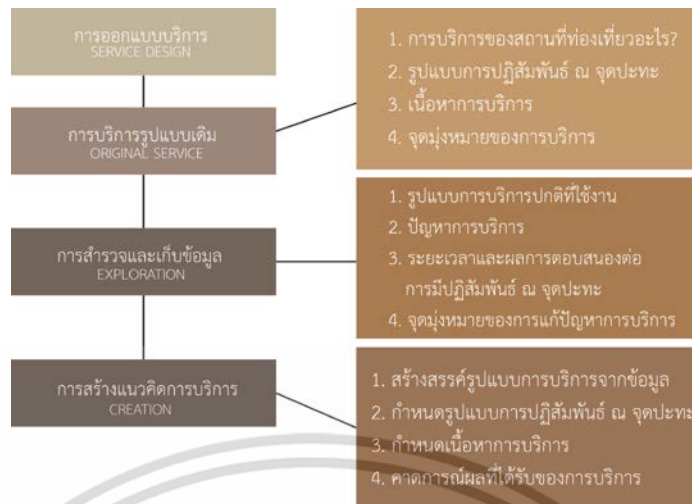 การออกแบบบริการ
SERVICE DESIGN
การบริการรูปแบบเดิม
ORIGINAL SERVICE
1. การบริการของสถานที่ท่องเที่ยวอะไร?
2. รูปแบบการปฏิสัมพันธ์ ณ จุดปะทะ
3. เนื้อหาการบริการ
4. จุดมุ่งหมายของการบริการ
การสำรวจและเก็บข้อมูล
EXPLORATION
1. รูปแบบการบริการปกติที่ใช้งาน
2. ปัญหาการบริการ
3. ระยะเวลาและผลการตอบสนองต่อ
การมีปฏิสัมพันธ์ ณ จุดปะทะ
4. จุดมุ่งหมายของการแก้ปัญหาการบริการ
การสร้างแนวคิดการบริการ
CREATION
1. สร้างสรรค์รูปแบบการบริการจากข้อมูล
2. กำหนดรูปแบบการปฏิสัมพันธ์ ณ จุดปะทะ
3. กำหนดเนื้อหาการบริการ
4. คาดการณ์ผลที่ได้รับของการบริการ